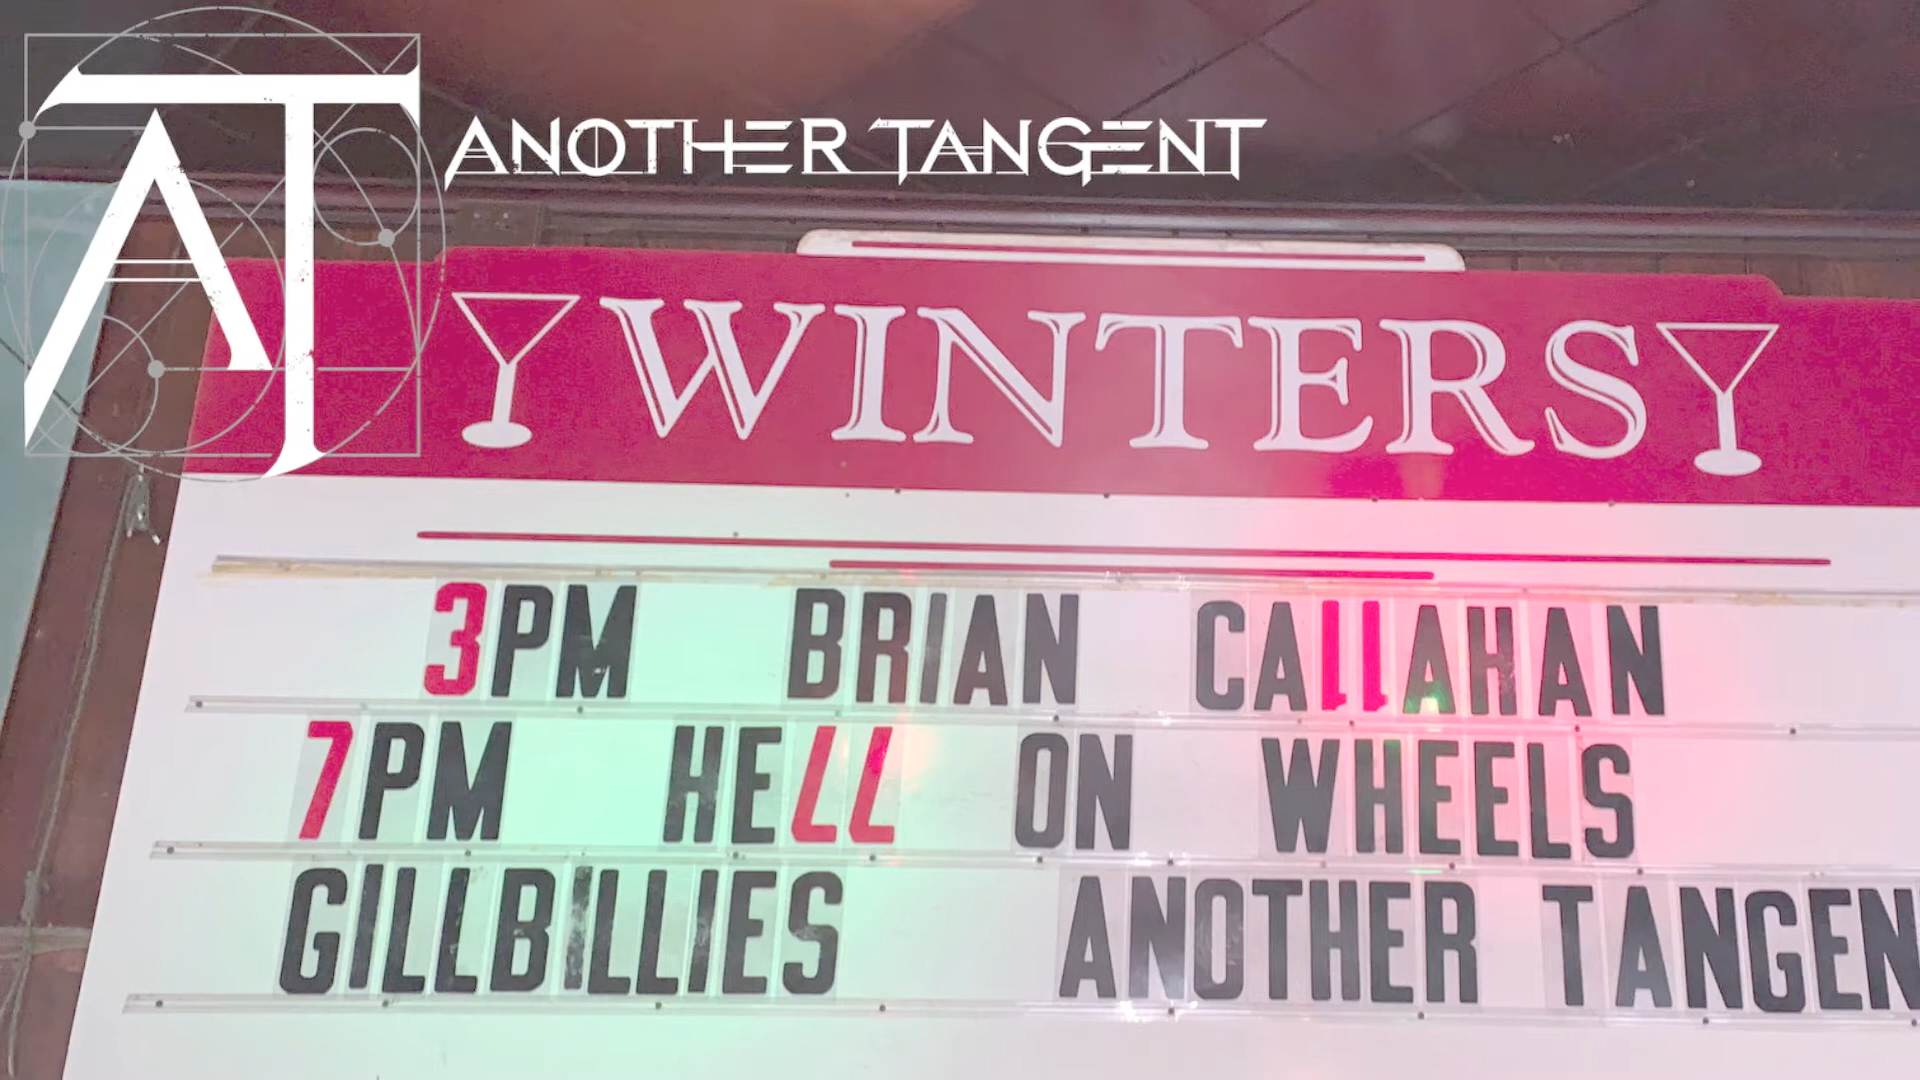 AT
ANOTHER TANGENT
WINTERS
3PM BRIAN CAllAHAN
7PM HELL ON WHEELS
GILLBILLIES ANOTHER TANGEN